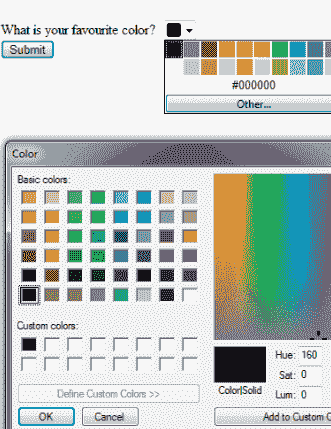 What is your favourite color?
Submit
#000000
Other...
Color
Basic colors:
Custom colors:
Define Custom Colors >>
OK
Cancel
Color|Solid
Hue: 160
Sat: 0
Lum: 0
Add to Custom C